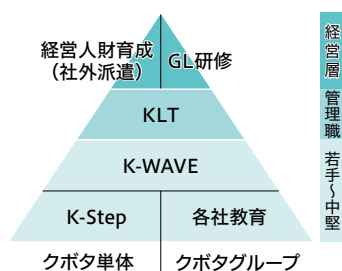 経営人財育成
(社外派遣)
GL研修
KLT
K-WAVE
K-Step
各社教育
クボタ単体
クボタグループ
経営層
管理職
若手~中堅